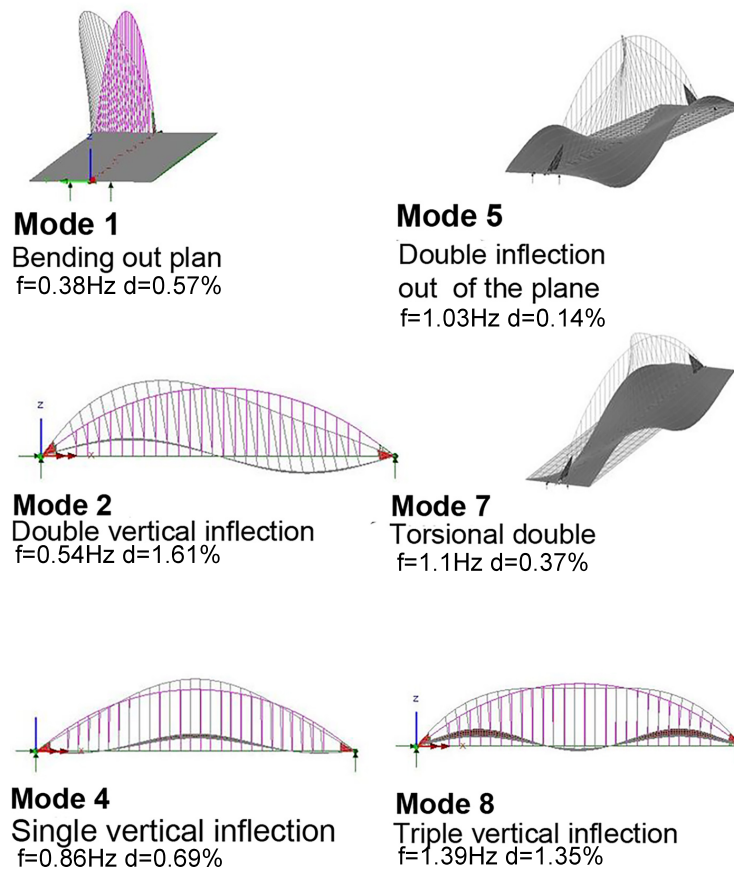 z
Mode 1
Bending out plan
f=0.38Hz d=0.57%
Mode 5
Double inflection
out of the plane
f=1.03Hz d=0.14%
z
x
Mode 2
Double vertical inflection
f=0.54Hz d=1.61%
Mode 7
Torsional double
f=1.1Hz d=0.37%
x
Mode 4
Single vertical inflection
f=0.86Hz d=0.69%
z
x
Mode 8
Triple vertical inflection
f=1.39Hz d=1.35%